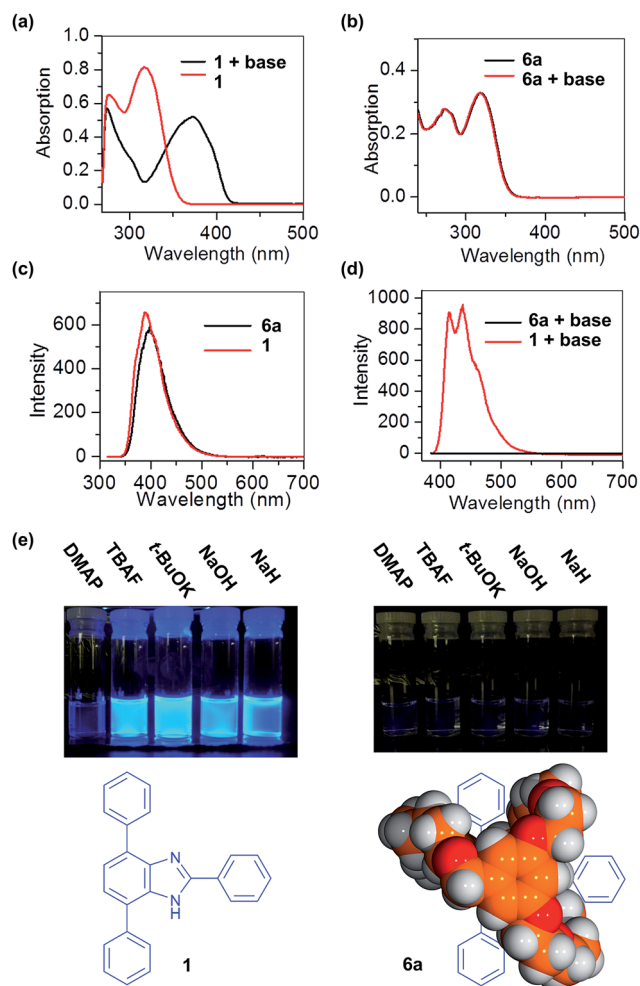 (a)
1.0
0.8
0.6
0.4
0.2
0.0
Absorption
1 + base
1
300 400 500
Wavelength (nm)
(b)
0.4
0.2
0.0
Absorption
6a
6a + base
300 400 500
Wavelength (nm)
(c)
600
400
200
0
Intensity
6a
1
300 400 500 600 700
Wavelength (nm)
(d)
1000
800
600
400
200
0
Intensity
6a + base
1 + base
400 500 600 700
Wavelength (nm)
(e)
DMAP TBAF t-BuOK NaOH NaH
DMAP TBAF t-BuOK NaOH NaH
N
NH
1
6a